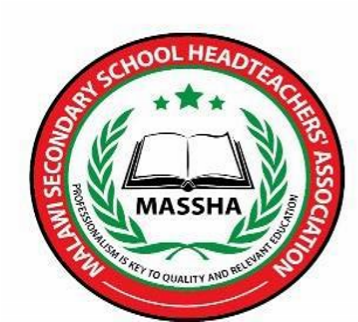 MALAWI SECONDARY SCHOOL HEADTEACHERS' ASSOCIATION
MASSHA
PROFESSIONALISM IS KEY TO QUALITY AND RELEVANT EDUCATION